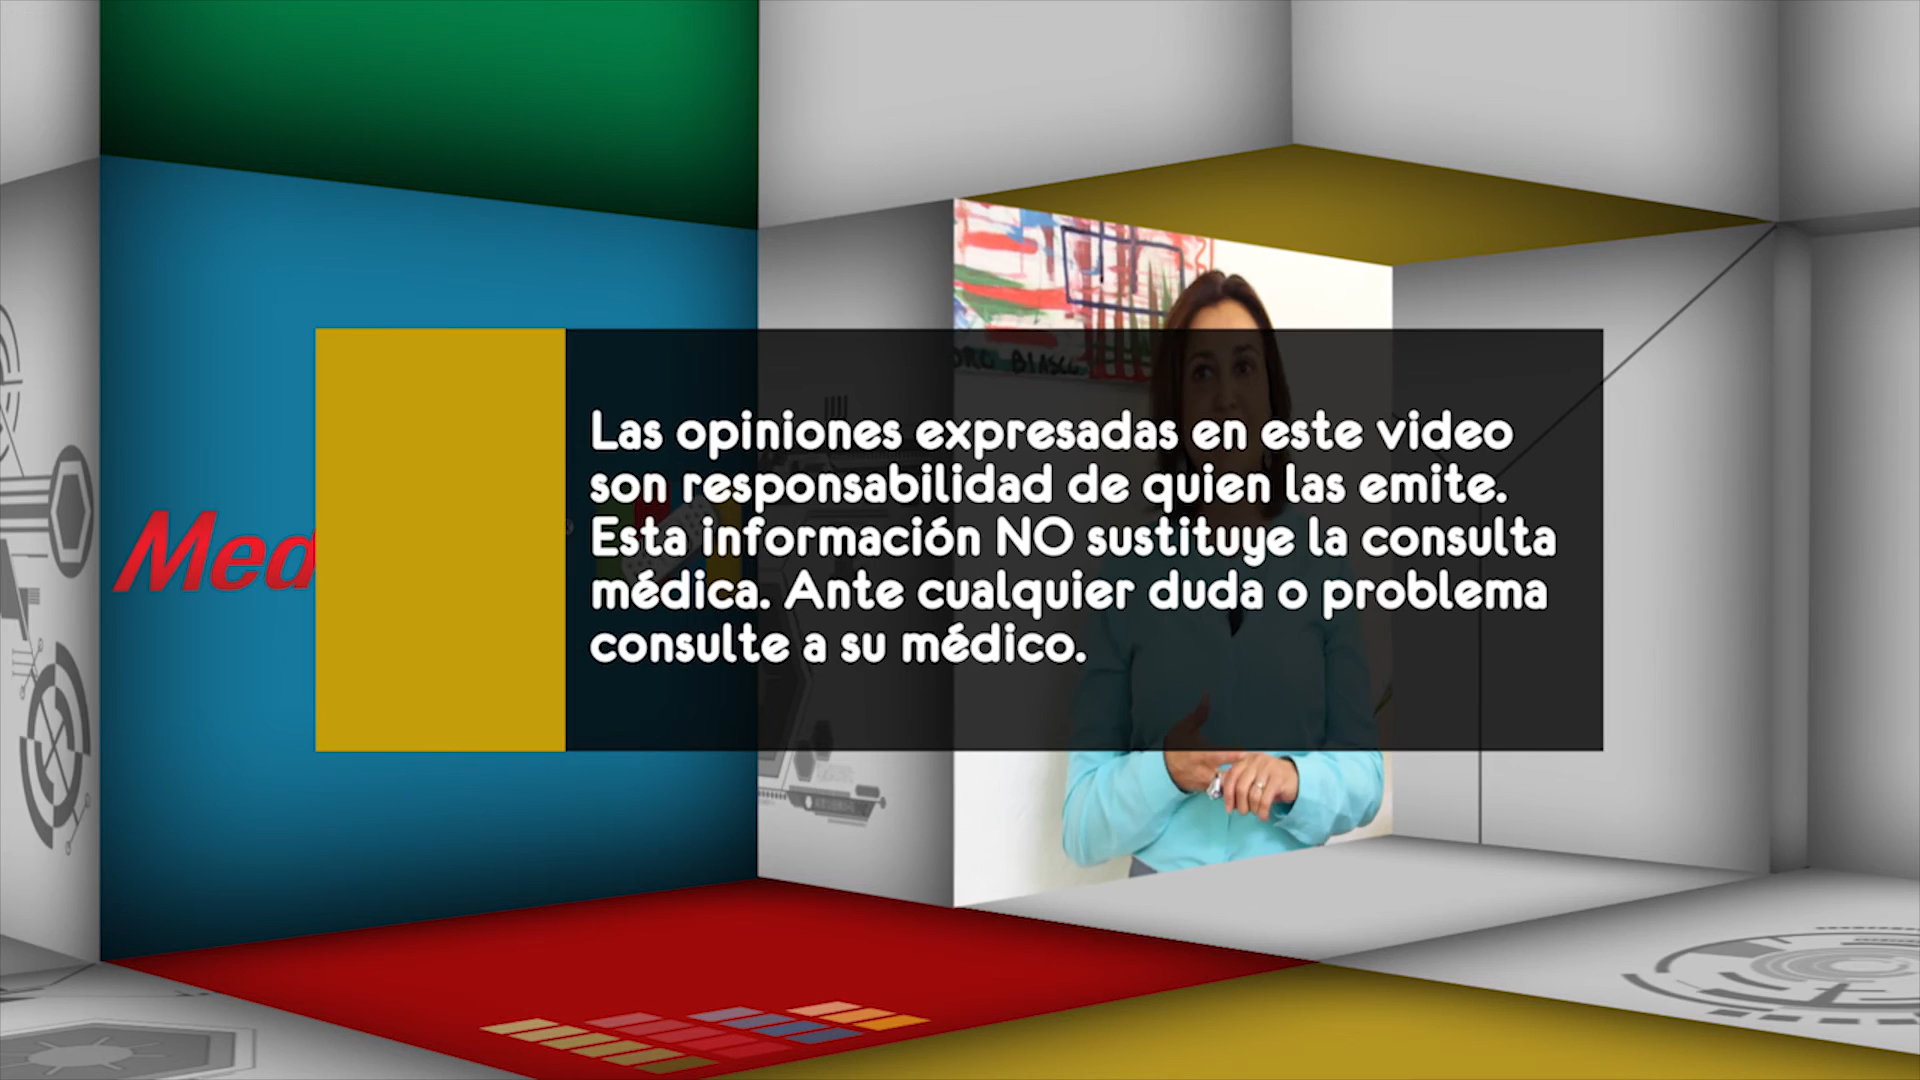 Med
Las opiniones expresadas en este video
son responsabilidad de quien las emite.
Esta información NO sustituye la consulta
médica. Ante cualquier duda o problema
consulte a su médico.